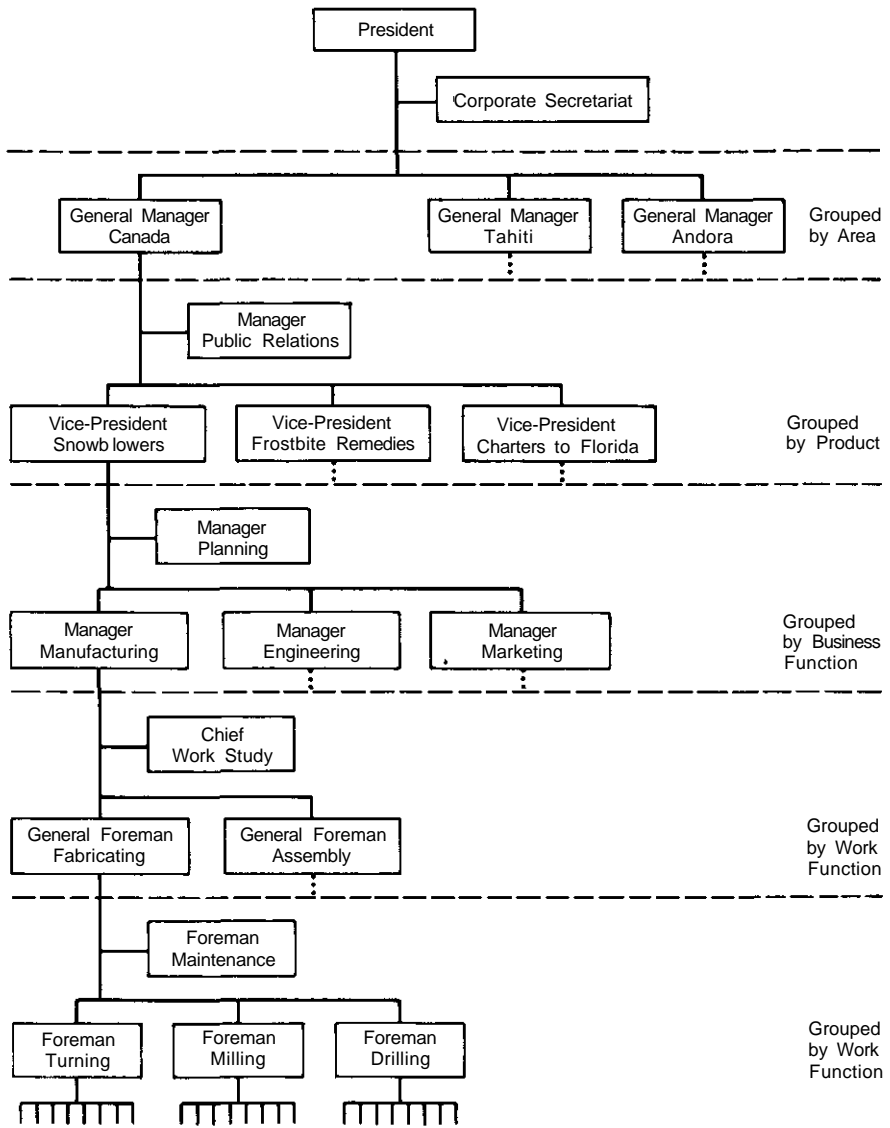 President
Corporate Secretariat
General Manager
Canada
General Manager
Tahiti
General Manager
Andora
Grouped
by Area
Manager
Public Relations
Vice-President
Snowb lowers
Vice-President
Frostbite Remedies
Vice-President
Charters to Florida
Grouped
by Product
Manager
Planning
Manager
Manufacturing
Manager
Engineering
Manager
Marketing
Grouped
by Business
Function
Chief
Work Study
General Foreman
Fabricating
General Foreman
Assembly
Grouped
by Work
Function
Foreman
Maintenance
Foreman
Turning
Foreman
Milling
Foreman
Drilling
Grouped
by Work
Function